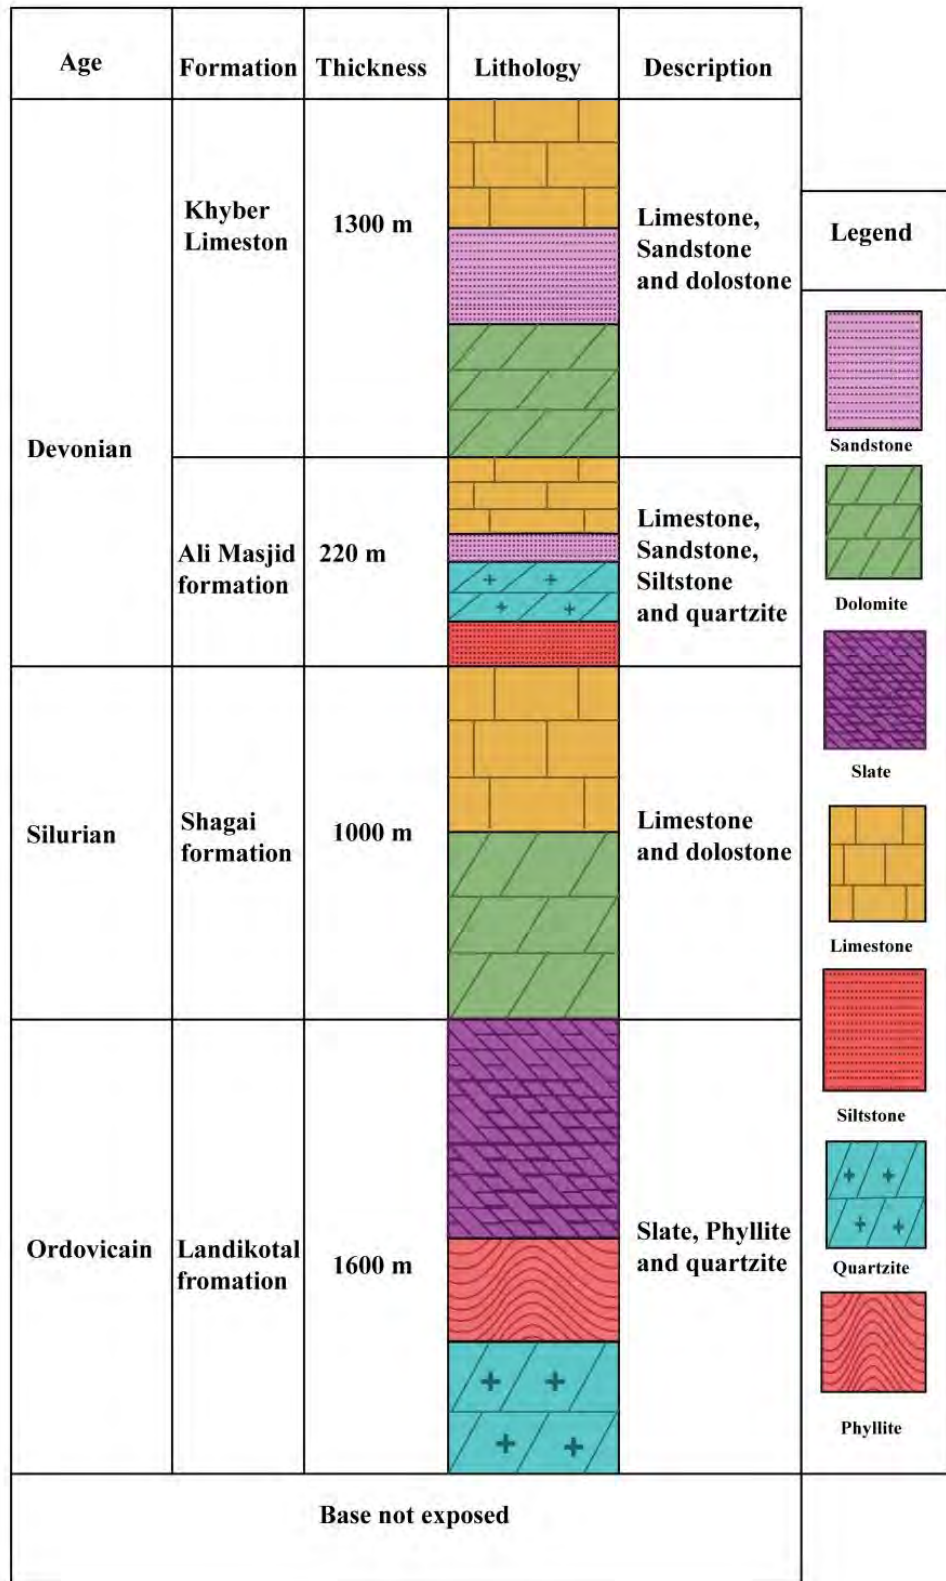 Age
Formation
Thickness
Lithology
Description
Devonian
Khyber
Limeston
1300 m
Limestone,
Sandstone
and dolostone
Ali Masjid
formation
220 m
Limestone,
Sandstone,
Siltstone
and quartzite
Silurian
Shagai
formation
1000 m
Limestone
and dolostone
Ordovicain
Landikotal
fromation
1600 m
Slate, Phyllite
and quartzite
Base not exposed
Legend
Sandstone
Dolomite
Slate
Limestone
Siltstone
Quartzite
Phyllite